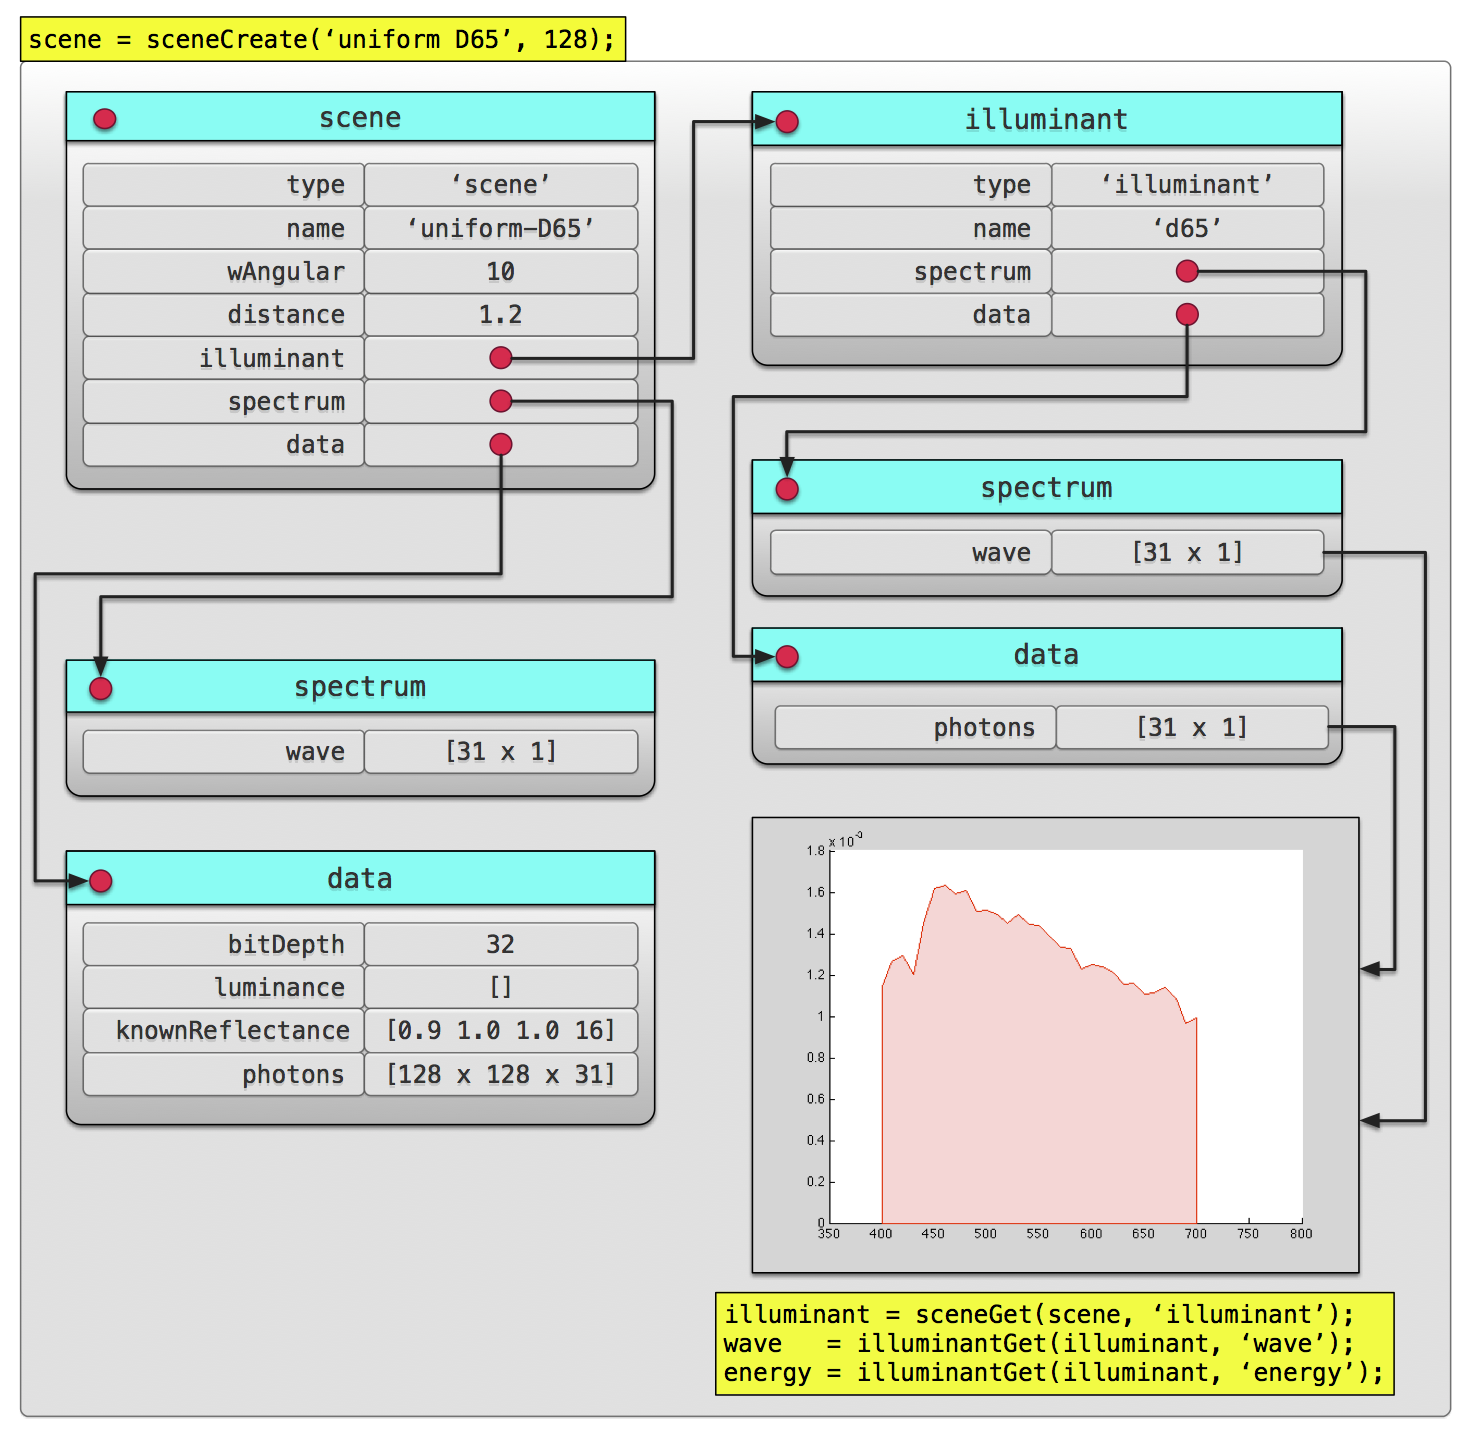 scene = sceneCreate(‘uniform D65’, 128);
scene
type ‘scene’
name ‘uniform-D65’
wAngular 10
distance 1.2
illuminant
spectrum
data
illuminant
type ‘illuminant’
name ‘d65’
spectrum
data
spectrum
wave [31 x 1]
data
photons [31 x 1]
spectrum
wave [31 x 1]
data
bitDepth 32
luminance []
knownReflectance [0.9 1.0 1.0 16]
photons [128 x 128 x 31]
x 10⁻³
1.8
1.6
1.4
1.2
1
0.8
0.6
0.4
0.2
0
350 400 450 500 550 600 650 700 750 800
illuminant = sceneGet(scene, ‘illuminant’);
wave   = illuminantGet(illuminant, ‘wave’);
energy = illuminantGet(illuminant, ‘energy’);